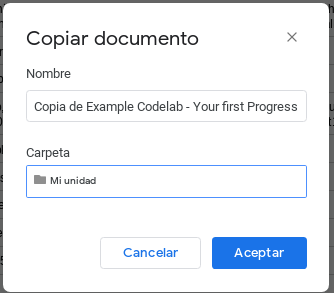 Copiar documento
Nombre
Copia de Example Codelab - Your first Progress
Carpeta
Mi unidad
Cancelar
Aceptar